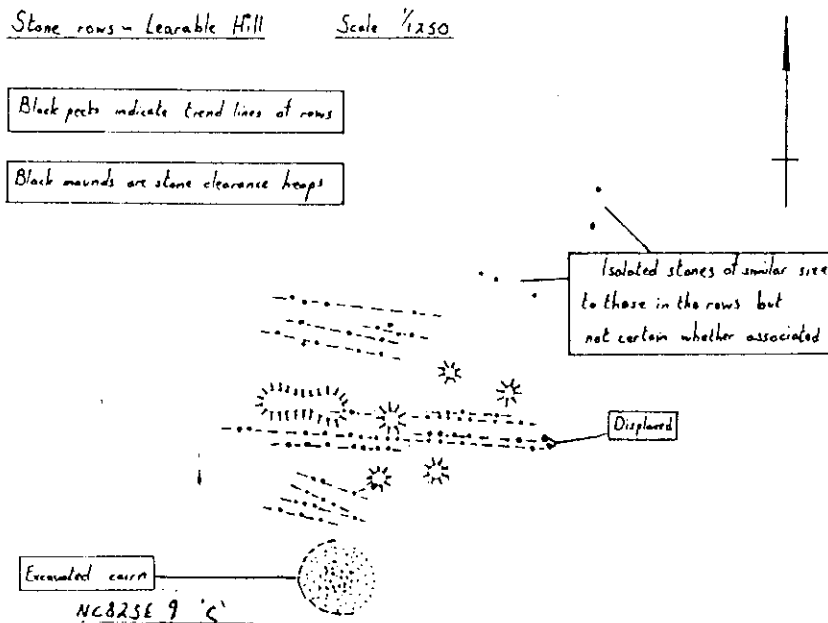 Stone rows - Learable Hill
Scale 1/1250
Black pecks indicate trend lines of rows
Black mounds are stone clearance heaps
Isolated stones of similar size
to those in the rows but
not certain whether associated
Displaced
Excavated cairn
NC82SE 9 'C'